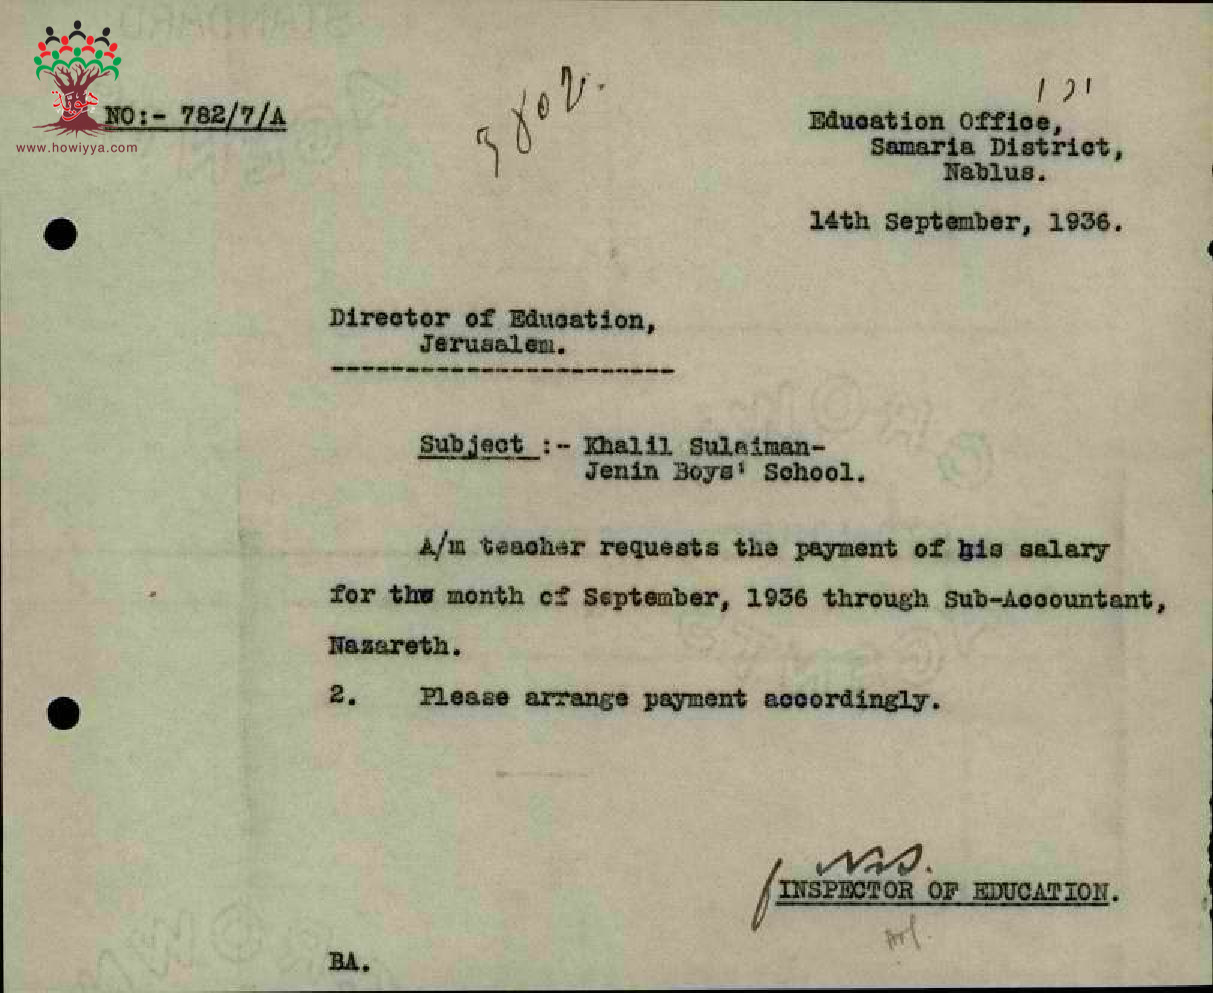 NO:- 782/7/A
Education Office,
Samaria District,
Nablus.
14th September, 1936.
www.howiyya.com
Director of Education,
Jerusalem.
Subject :- Khalil Sulaiman-
Jenin Boys' School.
A/m teacher requests the payment of his salary
for the month of September, 1936 through Sub-Accountant,
Nazareth.
2. Please arrange payment accordingly.
INSPECTOR OF EDUCATION.
BA.